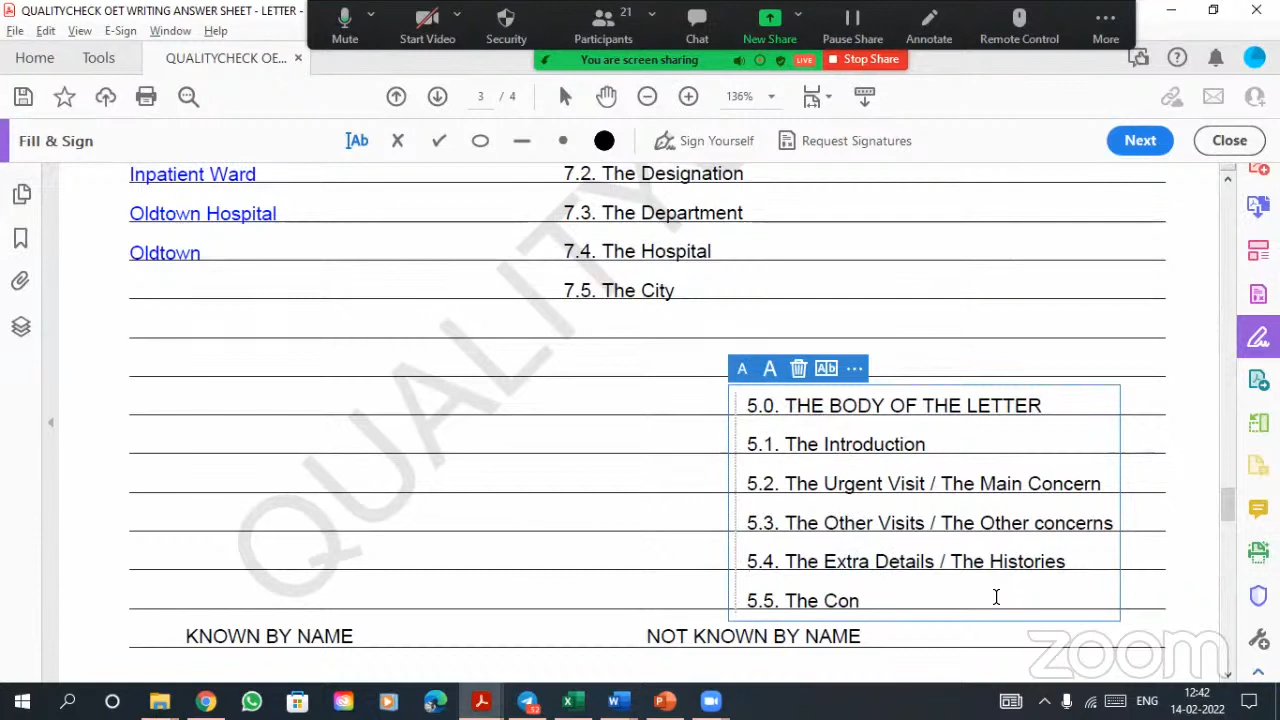 QUALITYCHECK OET WRITING ANSWER SHEET - LETTER -
File Edit View E-Sign Window Help
Mute Start Video Security Participants 21 Chat New Share Pause Share Annotate Remote Control More
You are screen sharing LIVE Stop Share
Home Tools QUALITYCHECK OE... ×
3 / 4 136%
Fill & Sign Ab Sign Yourself Request Signatures Next Close
Inpatient Ward 7.2. The Designation
Oldtown Hospital 7.3. The Department
Oldtown 7.4. The Hospital
7.5. The City
A A Ab ...
5.0. THE BODY OF THE LETTER
5.1. The Introduction
5.2. The Urgent Visit / The Main Concern
5.3. The Other Visits / The Other concerns
5.4. The Extra Details / The Histories
5.5. The Con
KNOWN BY NAME NOT KNOWN BY NAME
QUALITY
zoom
ENG 12:42
14-02-2022